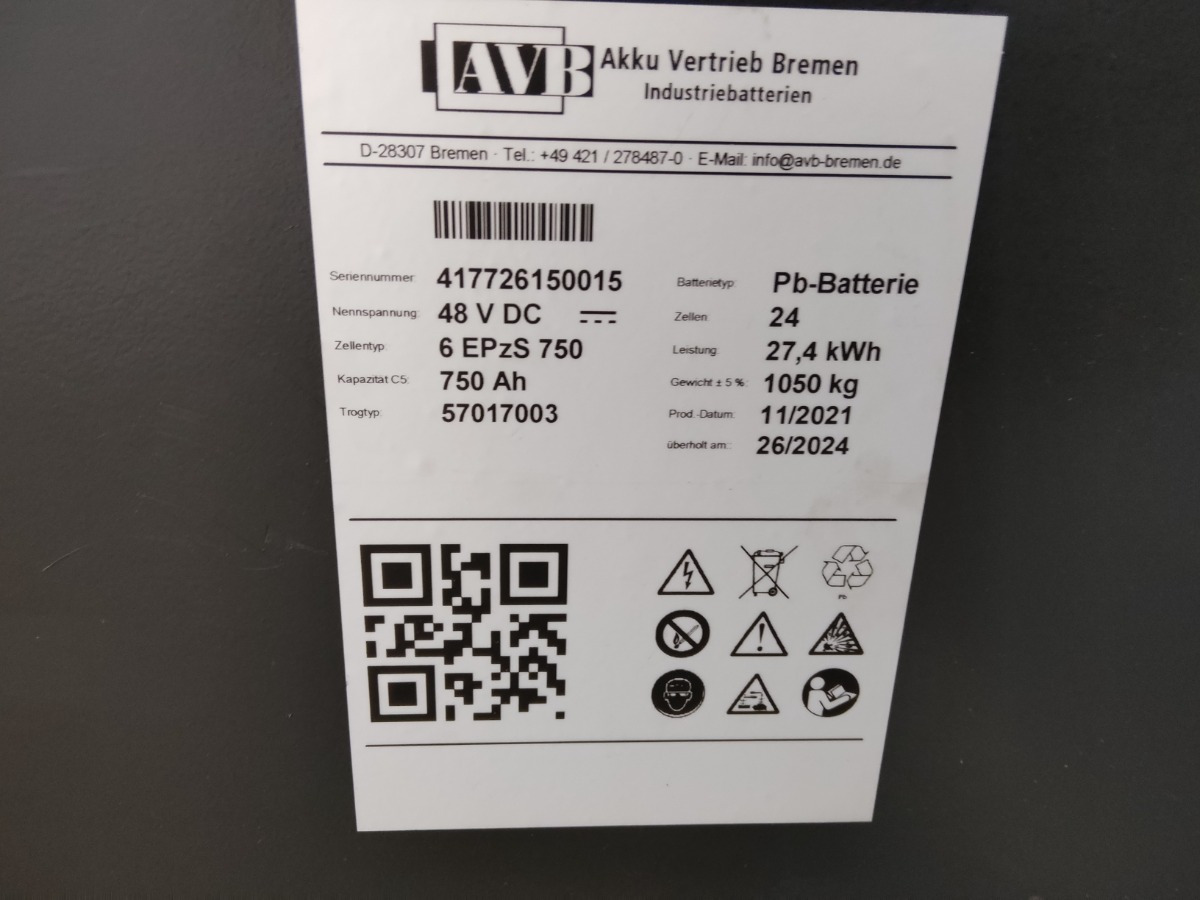 AVB
Akku Vertrieb Bremen
Industriebatterien
D-28307 Bremen · Tel.: +49 421 / 278487-0 · E-Mail: info@avb-bremen.de
Seriennummer: 417726150015 Batterietyp: Pb-Batterie
Nennspannung: 48 V DC Zellen: 24
Zellentyp: 6 EPzS 750 Leistung: 27,4 kWh
Kapazität C5: 750 Ah Gewicht ± 5 %: 1050 kg
Trogtyp: 57017003 Prod.-Datum: 11/2021
überholt am: 26/2024
Pb